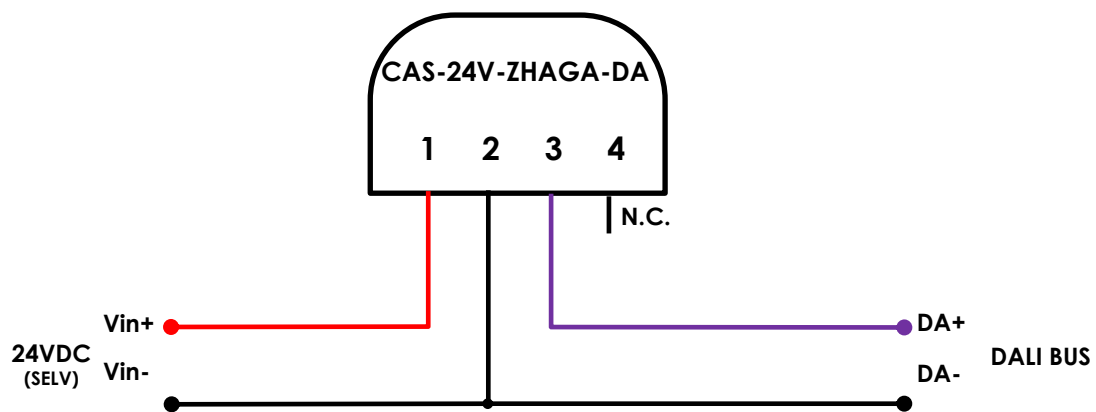 CAS-24V-ZHAGA-DA
1 2 3 4
N.C.
Vin+
24VDC
(SELV)
Vin-
DA+
DALI BUS
DA-